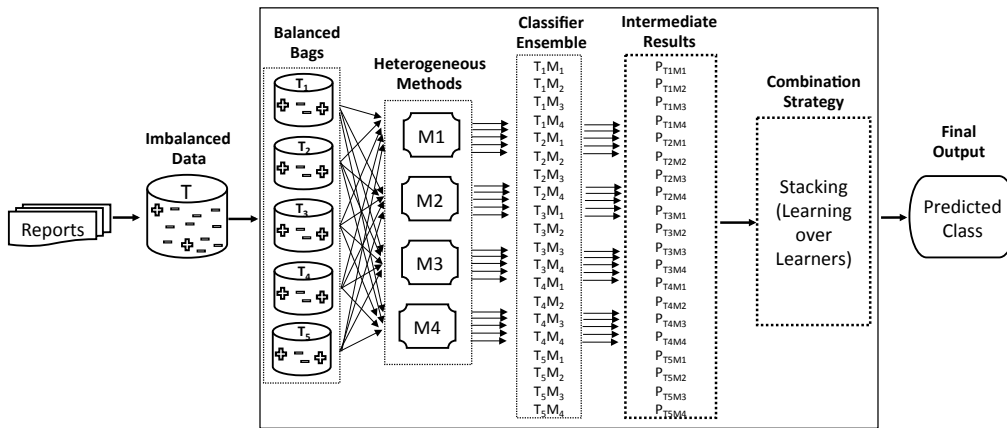 Reports
Imbalanced
Data
T
Balanced
Bags
T1
T2
T3
T4
T5
Heterogeneous
Methods
M1
M2
M3
M4
Classifier
Ensemble
T1M1
T1M2
T1M3
T1M4
T2M1
T2M2
T2M3
T2M4
T3M1
T3M2
T3M3
T3M4
T4M1
T4M2
T4M3
T4M4
T5M1
T5M2
T5M3
T5M4
Intermediate
Results
PT1M1
PT1M2
PT1M3
PT1M4
PT2M1
PT2M2
PT2M3
PT2M4
PT3M1
PT3M2
PT3M3
PT3M4
PT4M1
PT4M2
PT4M3
PT4M4
PT5M1
PT5M2
PT5M3
PT5M4
Combination
Strategy
Stacking
(Learning
over
Learners)
Final
Output
Predicted
Class